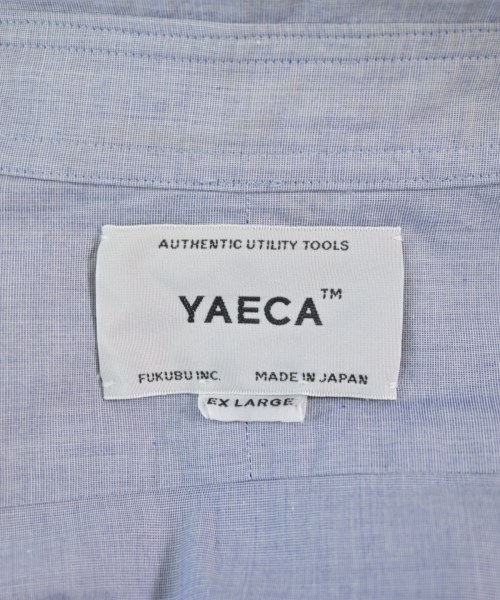 AUTHENTIC UTILITY TOOLS
YAECA™
FUKUBU INC. MADE IN JAPAN
EX LARGE